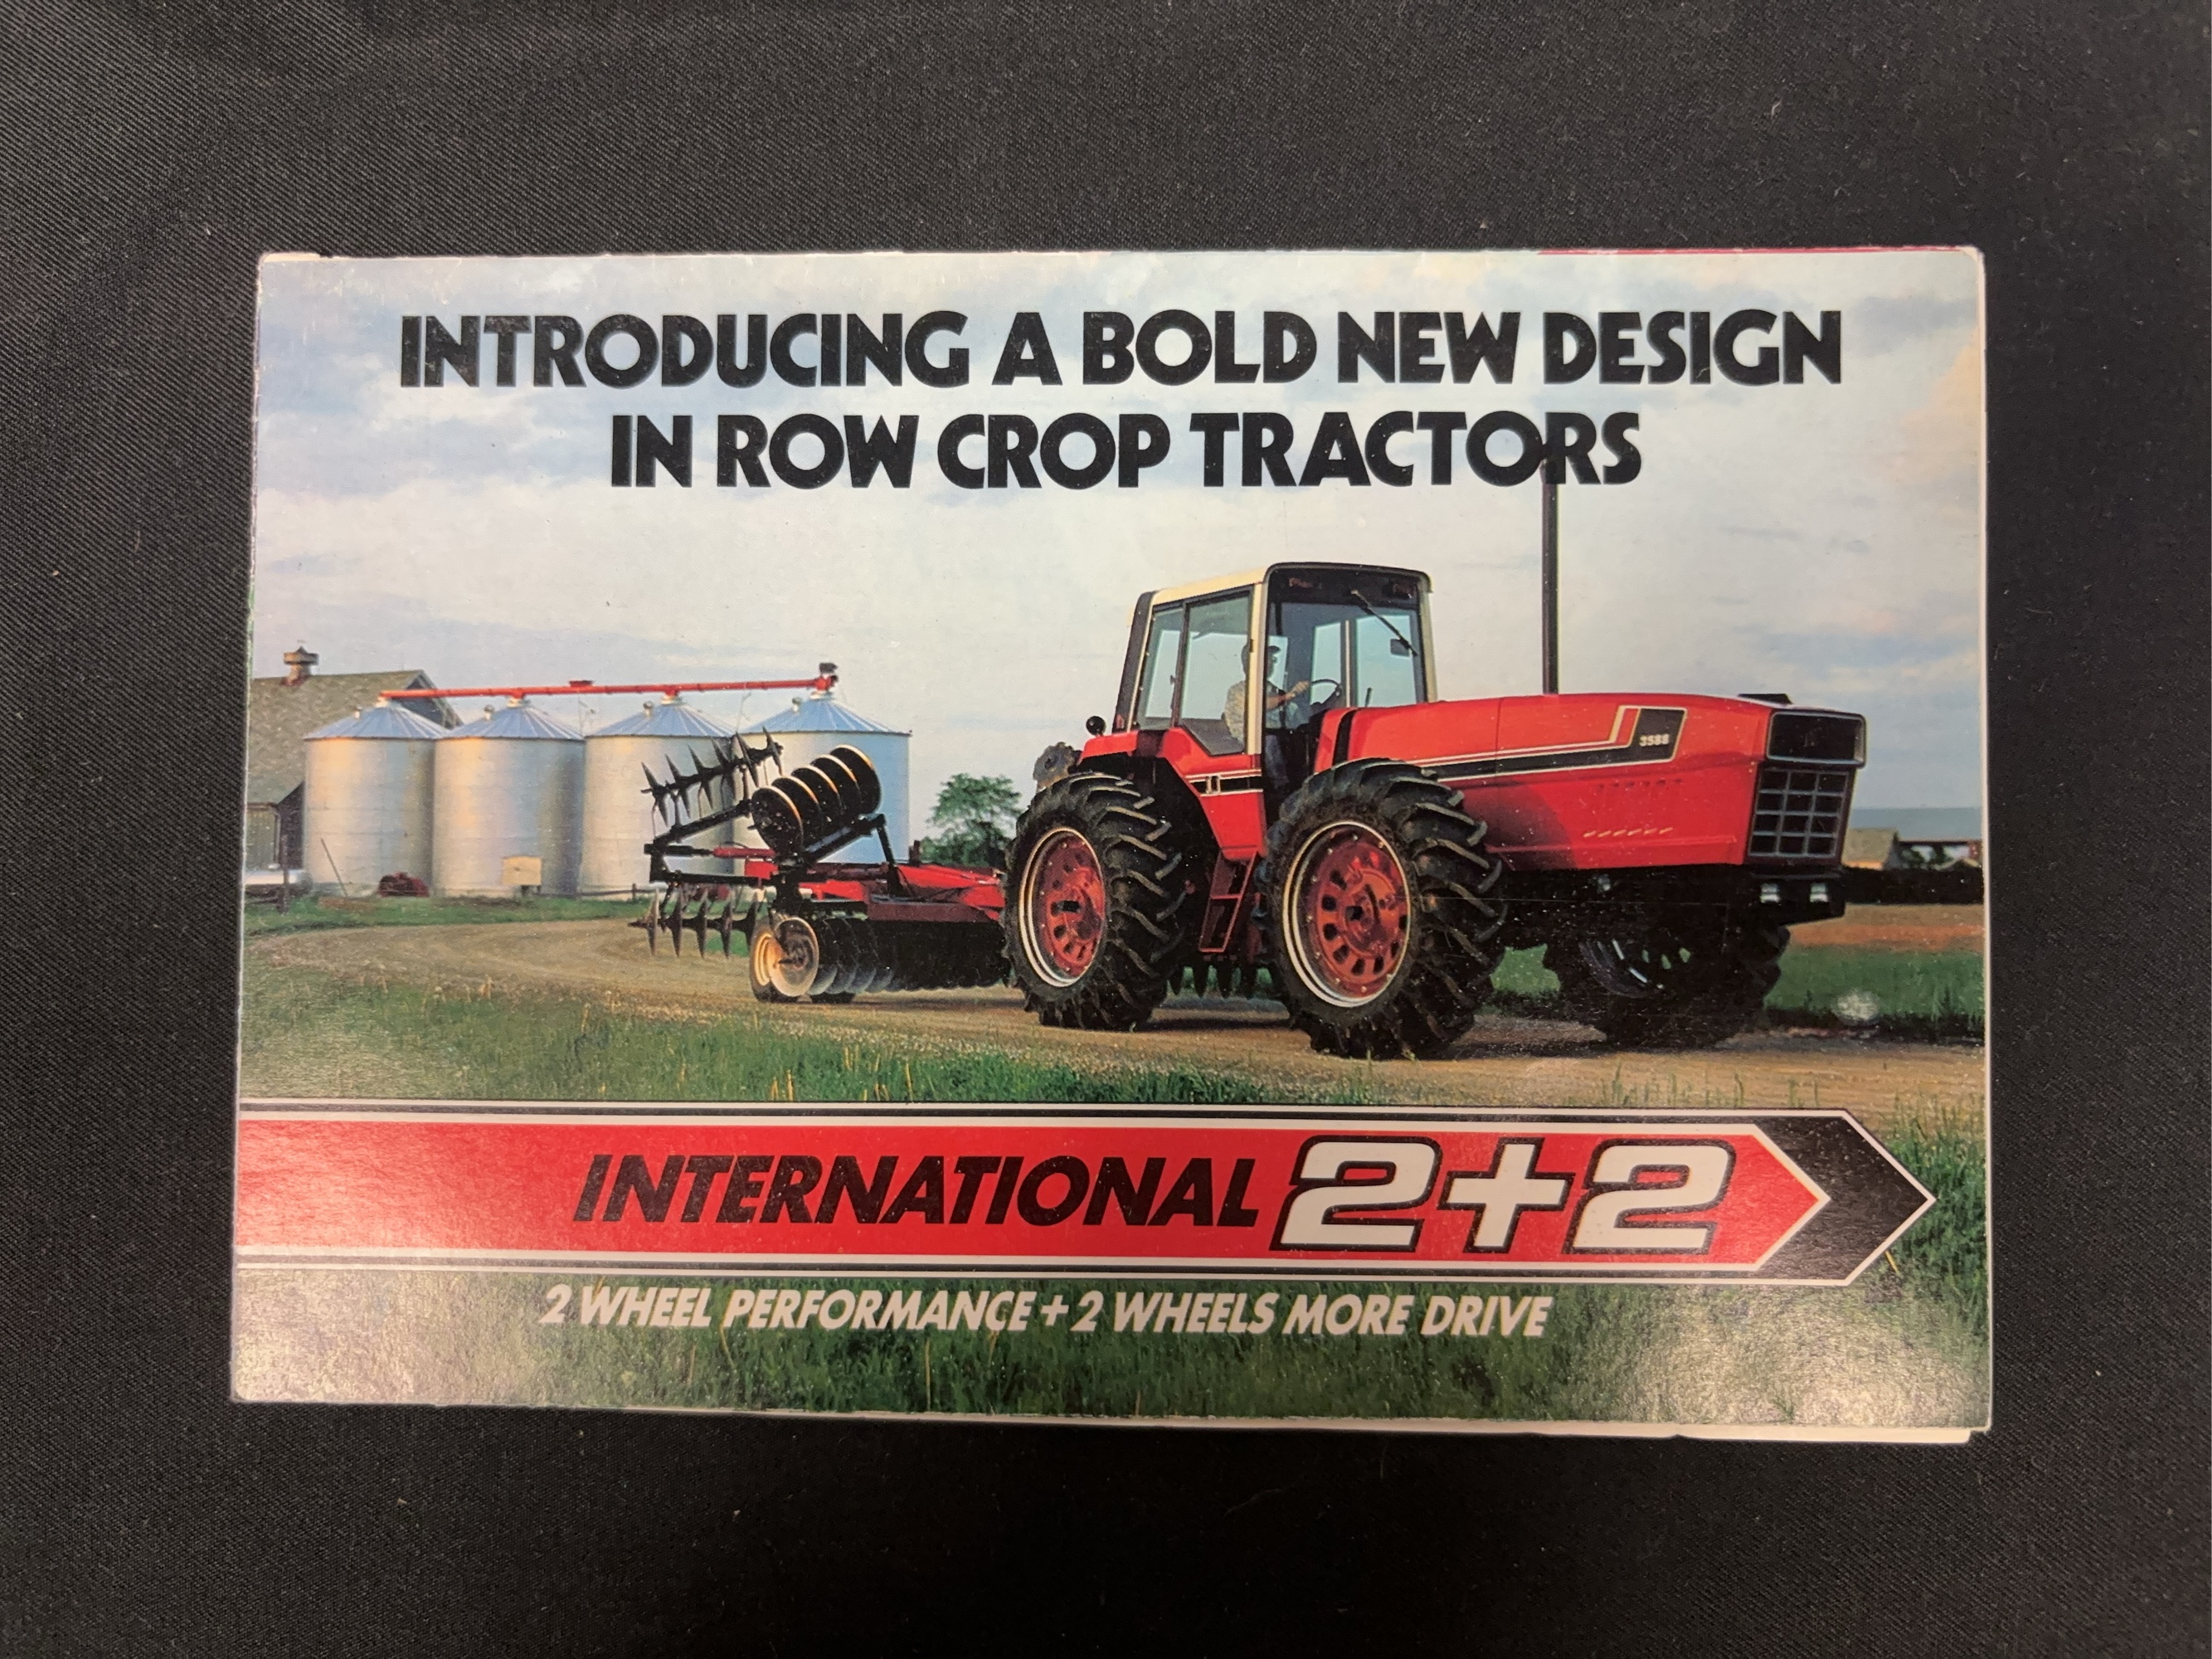 INTRODUCING A BOLD NEW DESIGN
IN ROW CROP TRACTORS
3588
INTERNATIONAL 2+2
2 WHEEL PERFORMANCE + 2 WHEELS MORE DRIVE